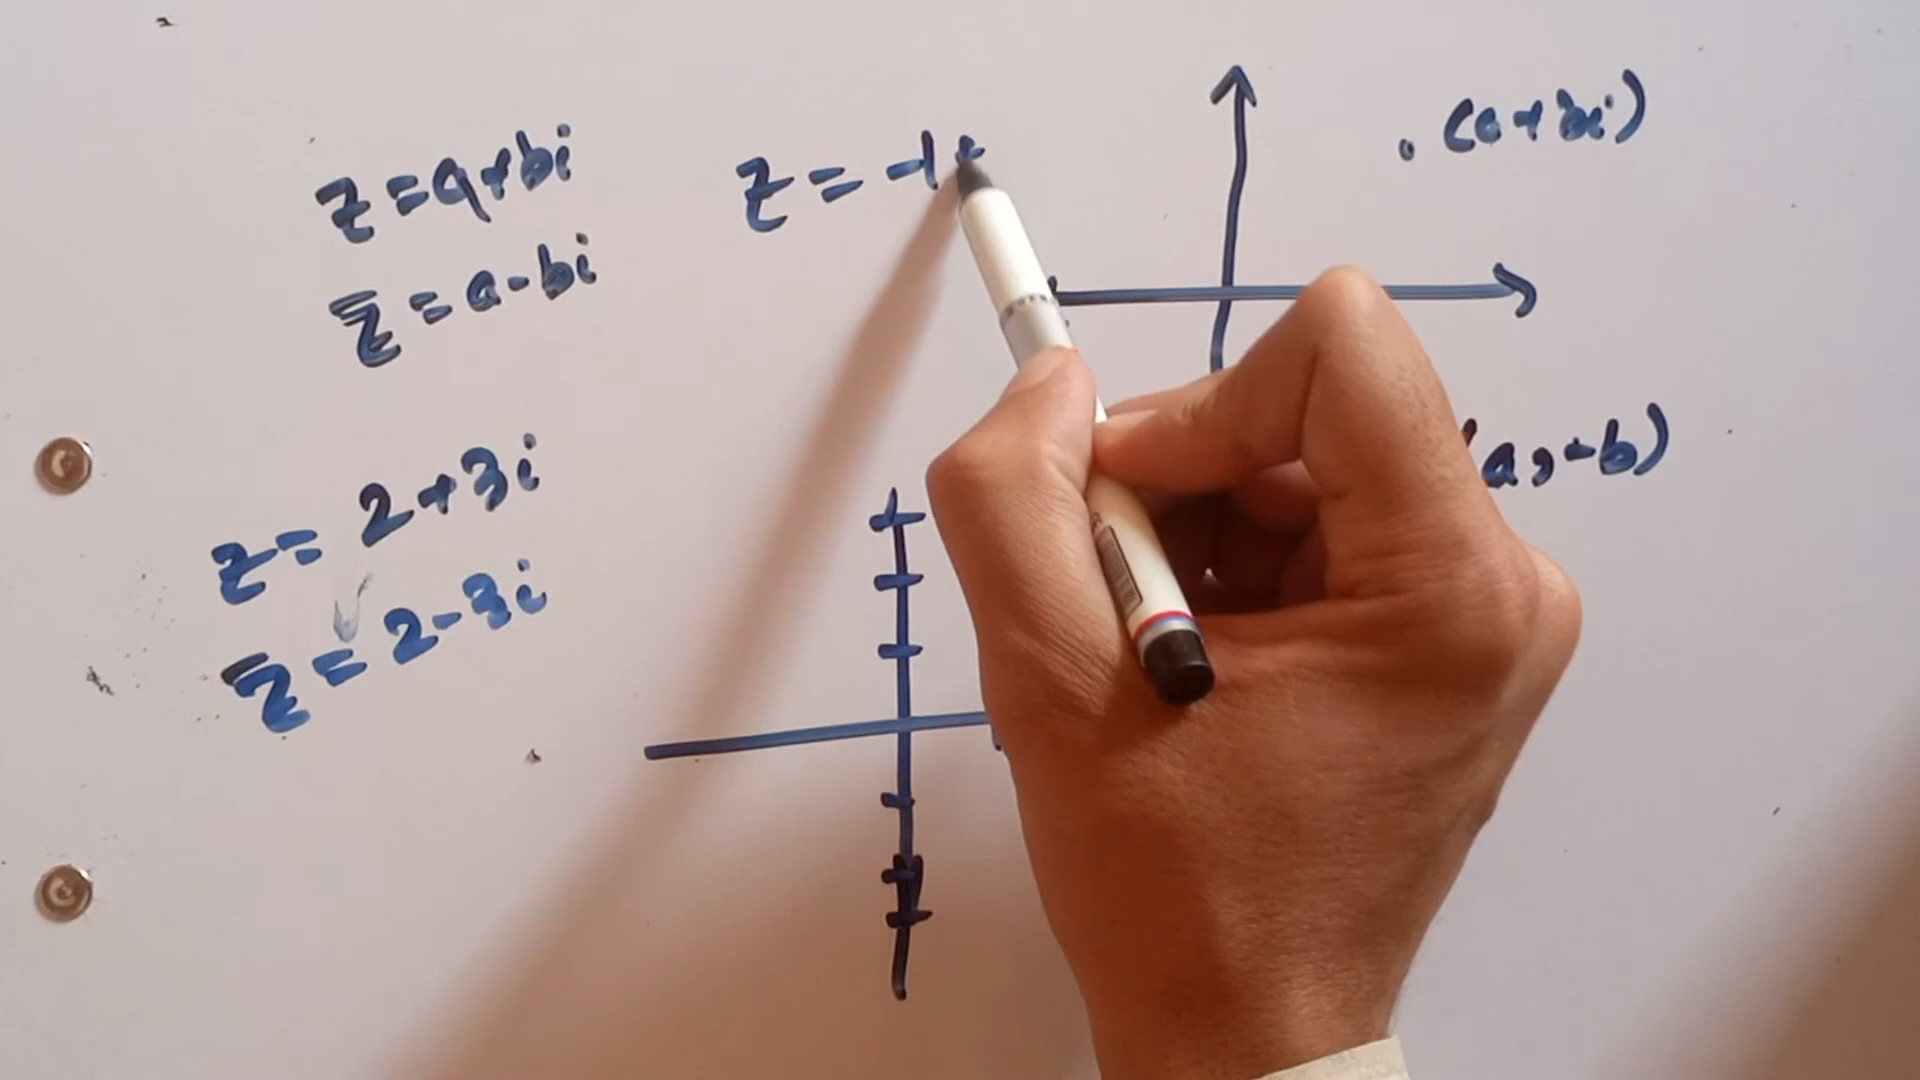 z=a+bi
z̅=a-bi
z=2+3i
z̅=2-3i
z=-1+
.(a+bi)
(a,-b)